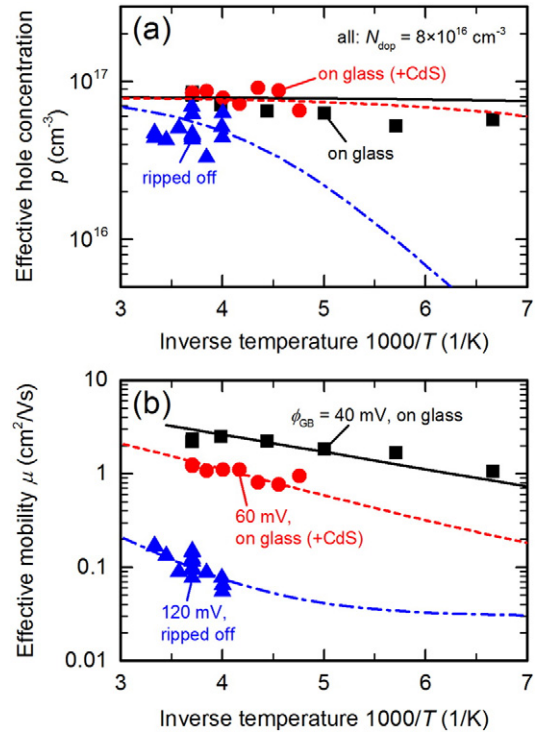 (a)
all: N_dop = 8×10^16 cm^-3
Effective hole concentration
p (cm^-3)
10^17
10^16
on glass (+CdS)
on glass
ripped off
3 4 5 6 7
Inverse temperature 1000/T (1/K)
(b)
Effective mobility μ (cm²/Vs)
10
1
0.1
0.01
ϕ_GB = 40 mV, on glass
60 mV,
on glass (+CdS)
120 mV,
ripped off
3 4 5 6 7
Inverse temperature 1000/T (1/K)